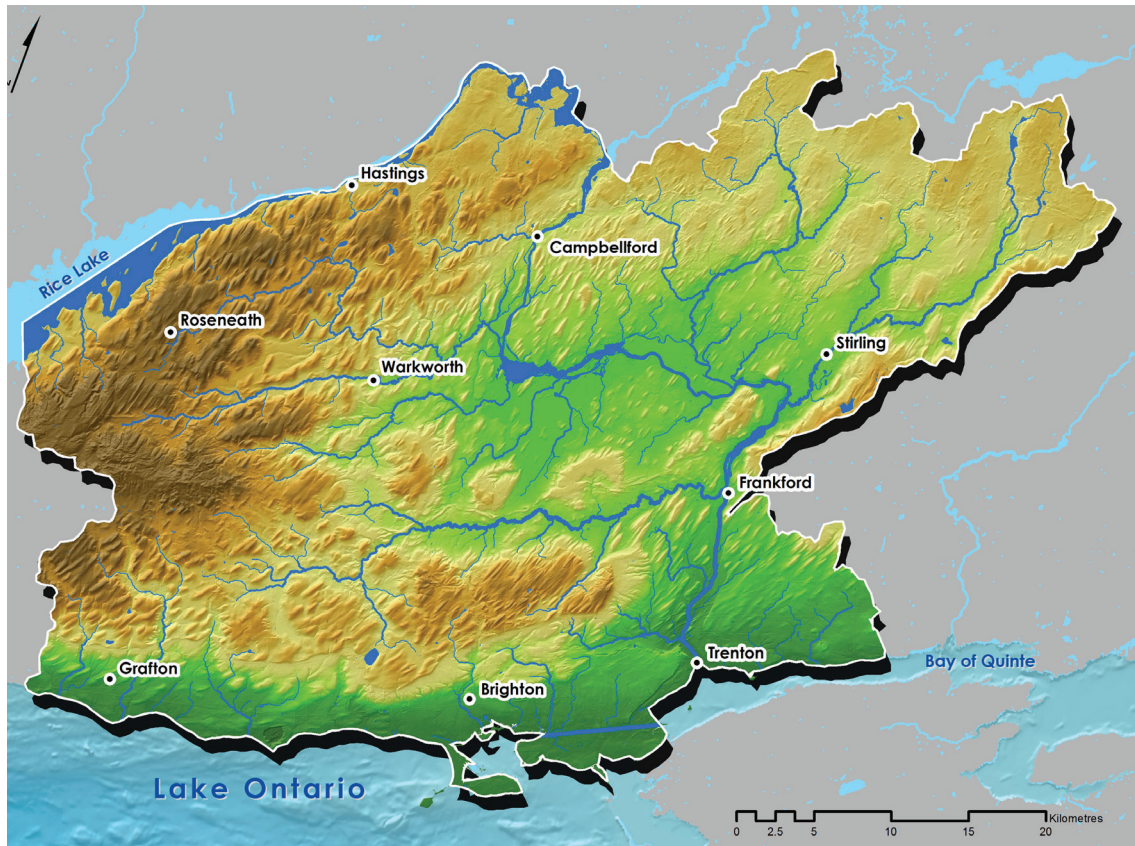 Hastings
Campbellford
Rice Lake
Roseneath
Stirling
Warkworth
Frankford
Trenton
Bay of Quinte
Grafton
Brighton
Lake Ontario
Kilometres
0 2.5 5 10 15 20